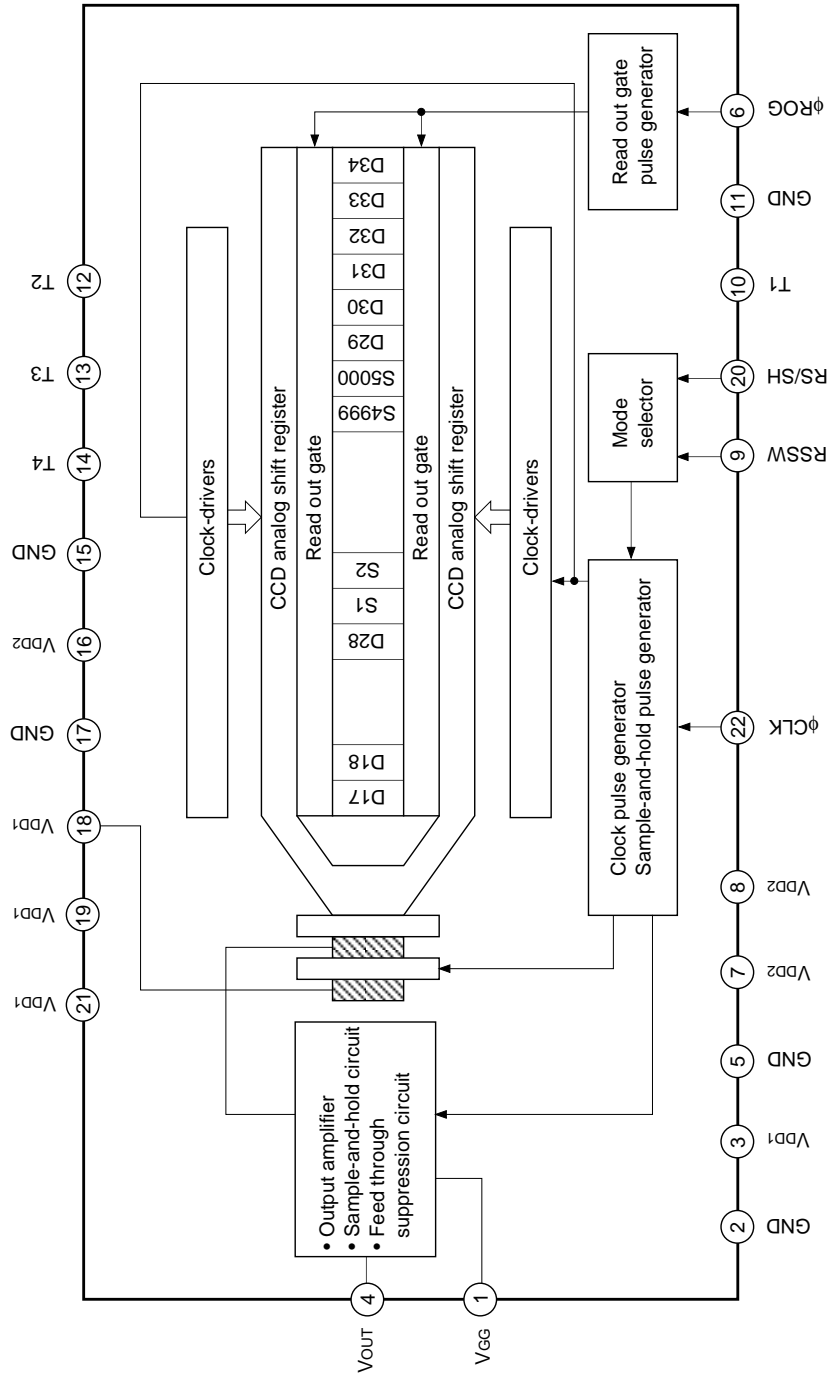 12 T2
13 T3
14 T4
15 GND
16 VDD2
17 GND
18 VDD1
19 VDD1
21 VDD1
Clock-drivers
CCD analog shift register
Read out gate
D17
D18
D28
S1
S2
S4999
S5000
D29
D30
D31
D32
D33
D34
Read out gate
CCD analog shift register
Clock-drivers
• Output amplifier
• Sample-and-hold circuit
• Feed through
suppression circuit
4
VOUT
1
VGG
Clock pulse generator
Sample-and-hold pulse generator
Mode
selector
Read out gate
pulse generator
2 GND
3 VDD1
5 GND
7 VDD2
8 VDD2
22 ϕCLK
9 RSSW
20 RS/SH
10 T1
11 GND
6 ϕROG